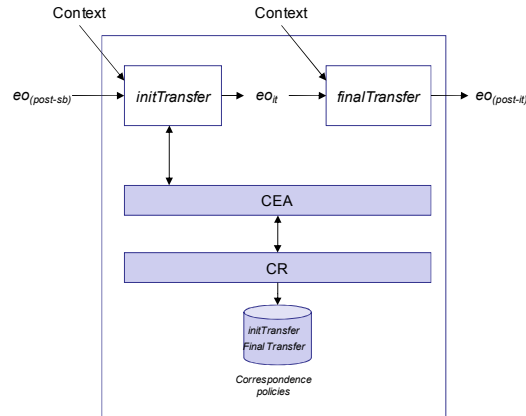 Context Context
eo(post-sb) initTransfer eoit finalTransfer eo(post-it)
CEA
CR
initTransfer
Final Transfer
Correspondence
policies